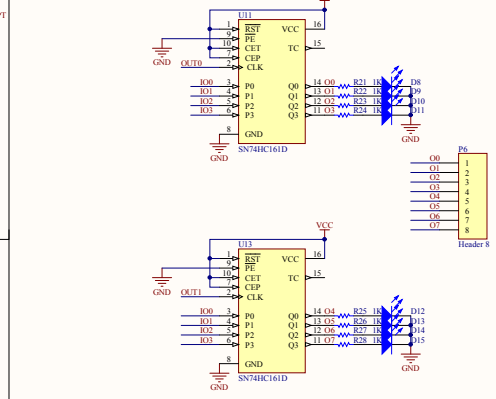 PT
U11
1 RST VCC 16
9 PE
10 CET TC 15
7 CEP
OUT0 2 CLK
GND
IO0 3 P0 Q0 14 O0 R21 1K D8
IO1 4 P1 Q1 13 O1 R22 1K D9
IO2 5 P2 Q2 12 O2 R23 1K D10
IO3 6 P3 Q3 11 O3 R24 1K D11
8 GND
GND
GND
SN74HC161D
P6
O0 1
O1 2
O2 3
O3 4
O4 5
O5 6
O6 7
O7 8
Header 8
VCC
U13
1 RST VCC 16
9 PE
10 CET TC 15
7 CEP
OUT1 2 CLK
GND
IO0 3 P0 Q0 14 O4 R25 1K D12
IO1 4 P1 Q1 13 O5 R26 1K D13
IO2 5 P2 Q2 12 O6 R27 1K D14
IO3 6 P3 Q3 11 O7 R28 1K D15
8 GND
GND
GND
SN74HC161D